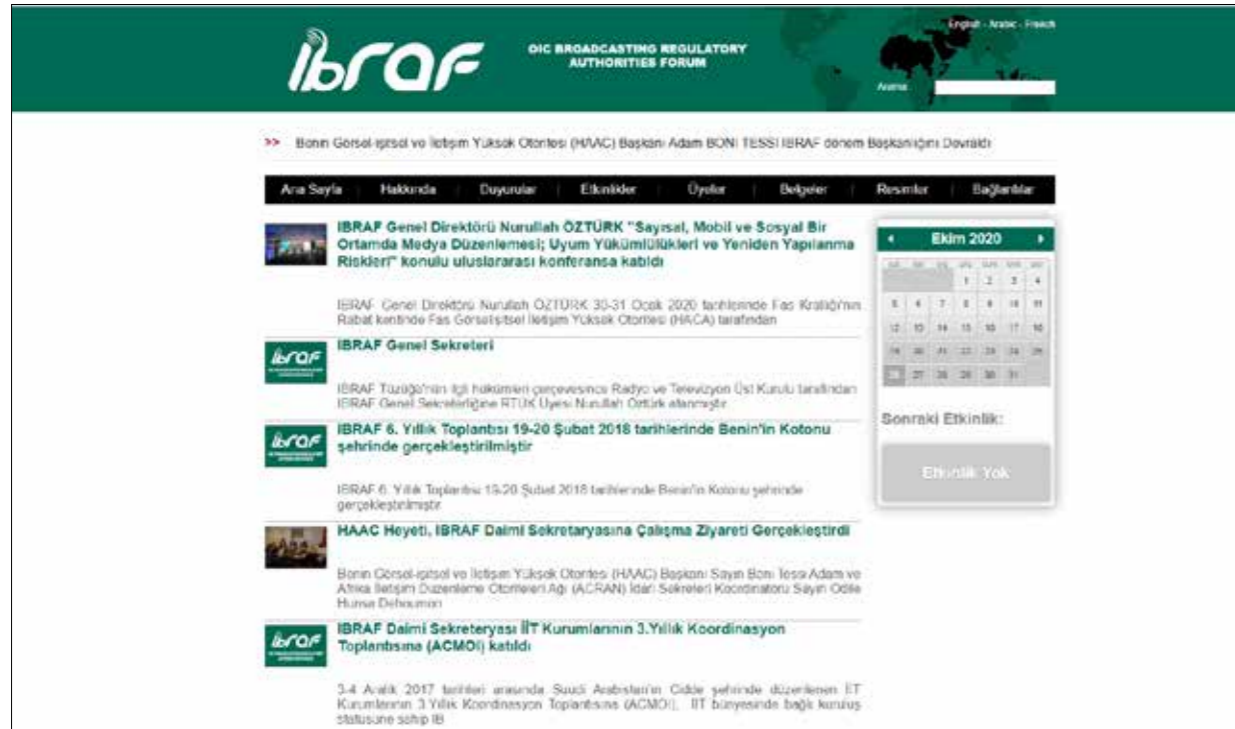 ibraf
OIC BROADCASTING REGULATORY
AUTHORITIES FORUM
English - Arabic - French
Arama
>> Benin Görsel-işitsel ve İletişim Yüksek Otoritesi (HAAC) Başkanı Adam BONI TESSI IBRAF dönem Başkanlığını Devraldı
Ana Sayfa Hakkında Duyurular Etkinlikler Üyeler Belgeler Resimler Bağlantılar
IBRAF Genel Direktörü Nurullah ÖZTÜRK "Sayısal, Mobil ve Sosyal Bir
Ortamda Medya Düzenlemesi; Uyum Yükümlülükleri ve Yeniden Yapılanma
Riskleri" konulu uluslararası konferansa katıldı
IBRAF Genel Direktörü Nurullah ÖZTÜRK 30-31 Ocak 2020 tarihlerinde Fas Krallığı'nın
Rabat kentinde Fas Görsel-işitsel İletişim Yüksek Otoritesi (HACA) tarafından
ibraf
IBRAF Genel Sekreteri
IBRAF Tüzüğü'nün ilgili hükümleri çerçevesince Radyo ve Televizyon Üst Kurulu tarafından
IBRAF Genel Sekreterliğine RTÜK Üyesi Nurullah Öztürk atanmıştır
ibraf
IBRAF 6. Yıllık Toplantısı 19-20 Şubat 2018 tarihlerinde Benin'in Kotonu
şehrinde gerçekleştirilmiştir
IBRAF 6. Yıllık Toplantısı 19-20 Şubat 2018 tarihlerinde Benin'in Kotonu şehrinde
gerçekleştirilmiştir
HAAC Heyeti, IBRAF Daimi Sekretaryasına Çalışma Ziyareti Gerçekleştirdi
Benin Görsel-işitsel ve İletişim Yüksek Otoritesi (HAAC) Başkanı Sayın Boni Tessi Adam ve
Afrika İletişim Düzenleme Otoriteleri Ağı (ACRAN) İdari Sekreteri Koordinatörü Sayın Odile
ibraf
IBRAF Daimi Sekreteryası İİT Kurumlarının 3.Yıllık Koordinasyon
Toplantısına (ACMOI) katıldı
3-4 Aralık 2017 tarihleri arasında Suudi Arabistan'ın Cidde şehrinde düzenlenen İİT
Kurumlarının 3.Yıllık Koordinasyon Toplantısına (ACMOI), İİT bünyesinde bağlı kuruluş
statüsüne sahip IB
Ekim 2020
1 2 3 4
5 6 7 8 9 10 11
12 13 14 15 16 17 18
19 20 21 22 23 24 25
26 27 28 29 30 31
Sonraki Etkinlik:
Etkinlik Yok